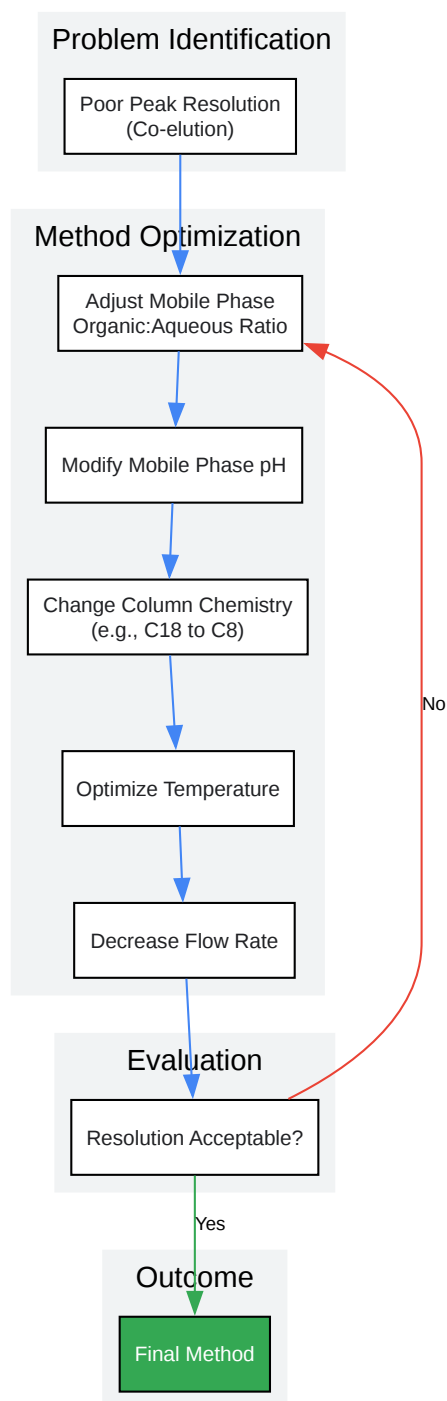 Problem Identification
Poor Peak Resolution
(Co-elution)
Method Optimization
Adjust Mobile Phase
Organic:Aqueous Ratio
Modify Mobile Phase pH
Change Column Chemistry
(e.g., C18 to C8)
No
Optimize Temperature
Decrease Flow Rate
Evaluation
Resolution Acceptable?
Yes
Outcome
Final Method